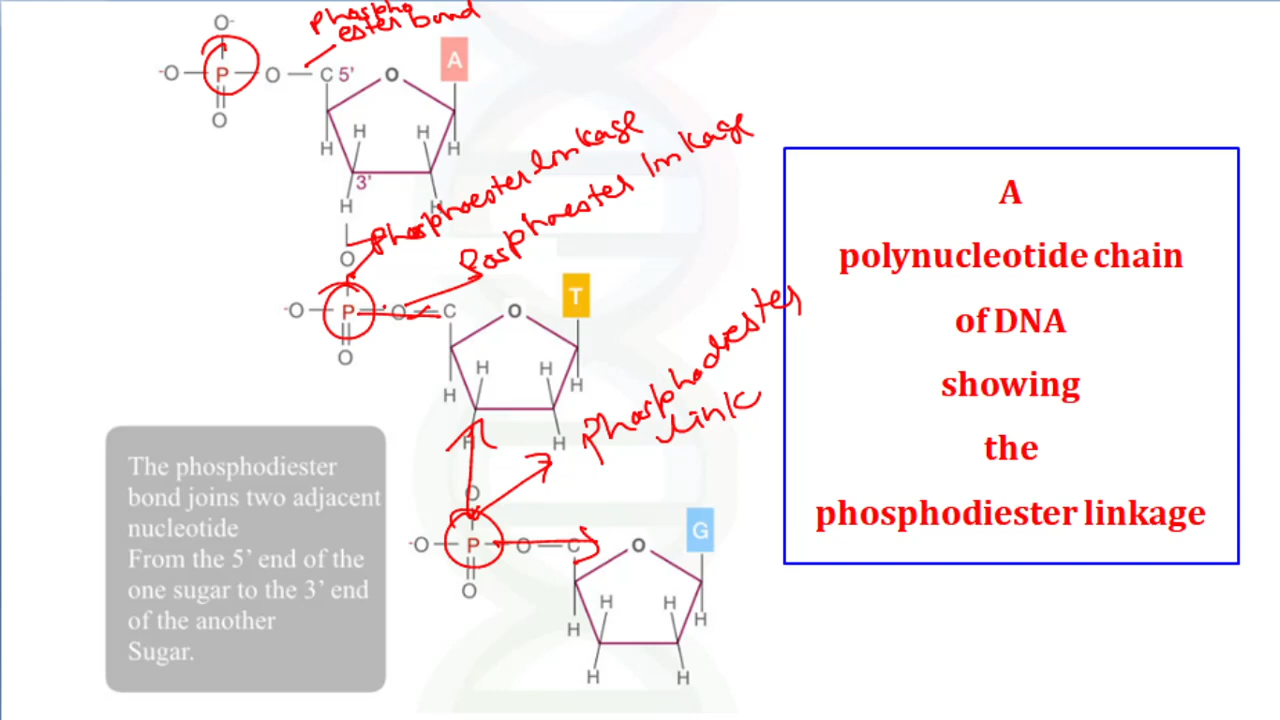 phospho
ester bond
O-
-O P O C 5' O A
O
H H H H
3'
H H
phosphoester linkage
Posphoester linkage
O
-O P O C O T
O
H H H H
H H
Phosphodiester
link
O
-O P O C O G
O
H H H H
H H
The phosphodiester
bond joins two adjacent
nucleotide
From the 5' end of the
one sugar to the 3' end
of the another
Sugar.
A
polynucleotide chain
of DNA
showing
the
phosphodiester linkage